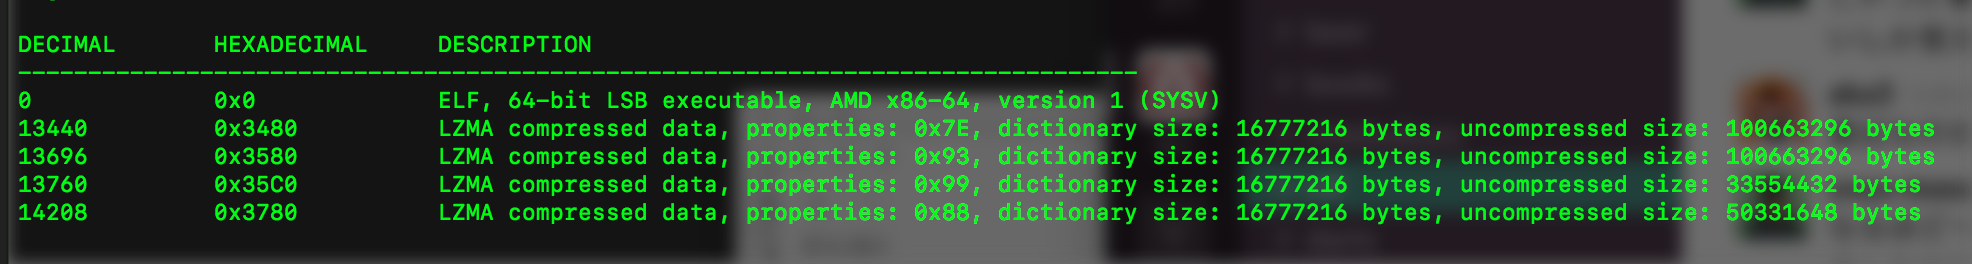 DECIMAL HEXADECIMAL DESCRIPTION
--------------------------------------------------------------------------------
0 0x0 ELF, 64-bit LSB executable, AMD x86-64, version 1 (SYSV)
13440 0x3480 LZMA compressed data, properties: 0x7E, dictionary size: 16777216 bytes, uncompressed size: 100663296 bytes
13696 0x3580 LZMA compressed data, properties: 0x93, dictionary size: 16777216 bytes, uncompressed size: 100663296 bytes
13760 0x35C0 LZMA compressed data, properties: 0x99, dictionary size: 16777216 bytes, uncompressed size: 33554432 bytes
14208 0x3780 LZMA compressed data, properties: 0x88, dictionary size: 16777216 bytes, uncompressed size: 50331648 bytes